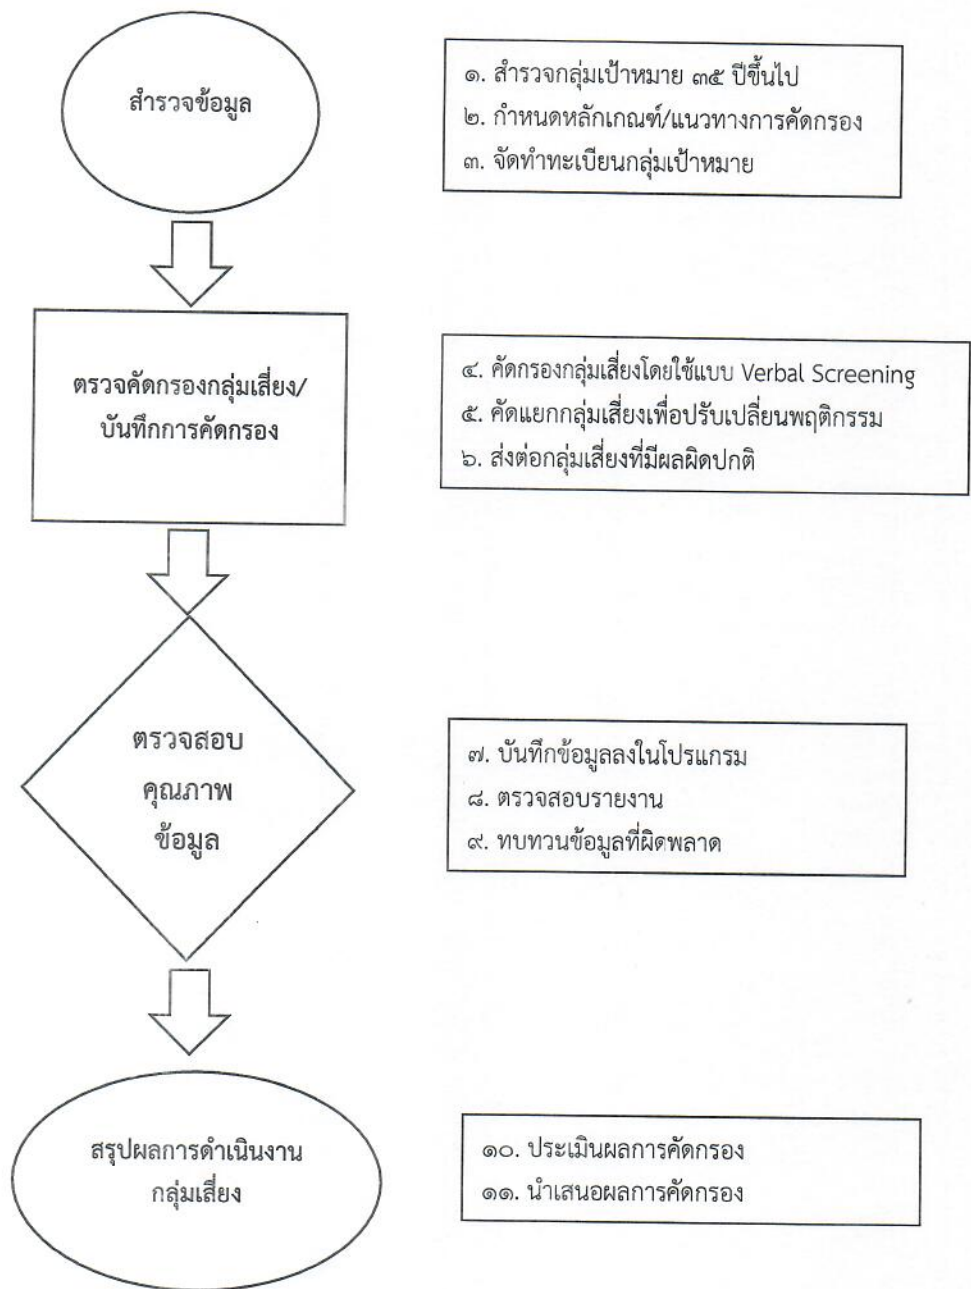 สำรวจข้อมูล
๑. สำรวจกลุ่มเป้าหมาย ๓๕ ปีขึ้นไป
๒. กำหนดหลักเกณฑ์/แนวทางการคัดกรอง
๓. จัดทำทะเบียนกลุ่มเป้าหมาย
ตรวจคัดกรองกลุ่มเสี่ยง/
บันทึกการคัดกรอง
๔. คัดกรองกลุ่มเสี่ยงโดยใช้แบบ Verbal Screening
๕. คัดแยกกลุ่มเสี่ยงเพื่อปรับเปลี่ยนพฤติกรรม
๖. ส่งต่อกลุ่มเสี่ยงที่มีผลผิดปกติ
ตรวจสอบ
คุณภาพ
ข้อมูล
๗. บันทึกข้อมูลลงในโปรแกรม
๘. ตรวจสอบรายงาน
๙. ทบทวนข้อมูลที่ผิดพลาด
สรุปผลการดำเนินงาน
กลุ่มเสี่ยง
๑๐. ประเมินผลการคัดกรอง
๑๑. นำเสนอผลการคัดกรอง